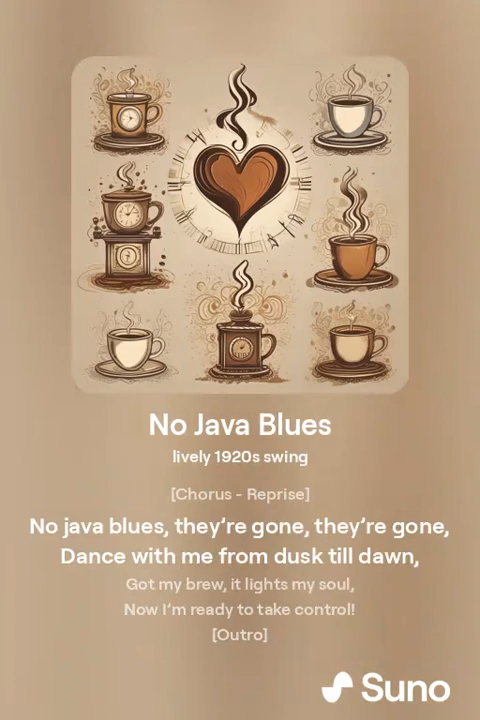 No Java Blues
lively 1920s swing
[Chorus - Reprise]
No java blues, they’re gone, they’re gone,
Dance with me from dusk till dawn,
Got my brew, it lights my soul,
Now I’m ready to take control!
[Outro]
Suno